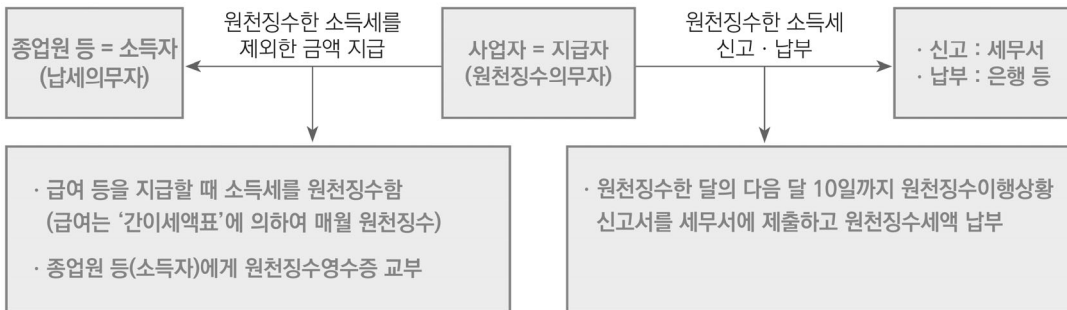 종업원 등 = 소득자
(납세의무자)
원천징수한 소득세를
제외한 금액 지급
사업자 = 지급자
(원천징수의무자)
원천징수한 소득세
신고 · 납부
· 신고 : 세무서
· 납부 : 은행 등
· 급여 등을 지급할 때 소득세를 원천징수함
(급여는 ‘간이세액표’에 의하여 매월 원천징수)
· 종업원 등(소득자)에게 원천징수영수증 교부
· 원천징수한 달의 다음 달 10일까지 원천징수이행상황
신고서를 세무서에 제출하고 원천징수세액 납부